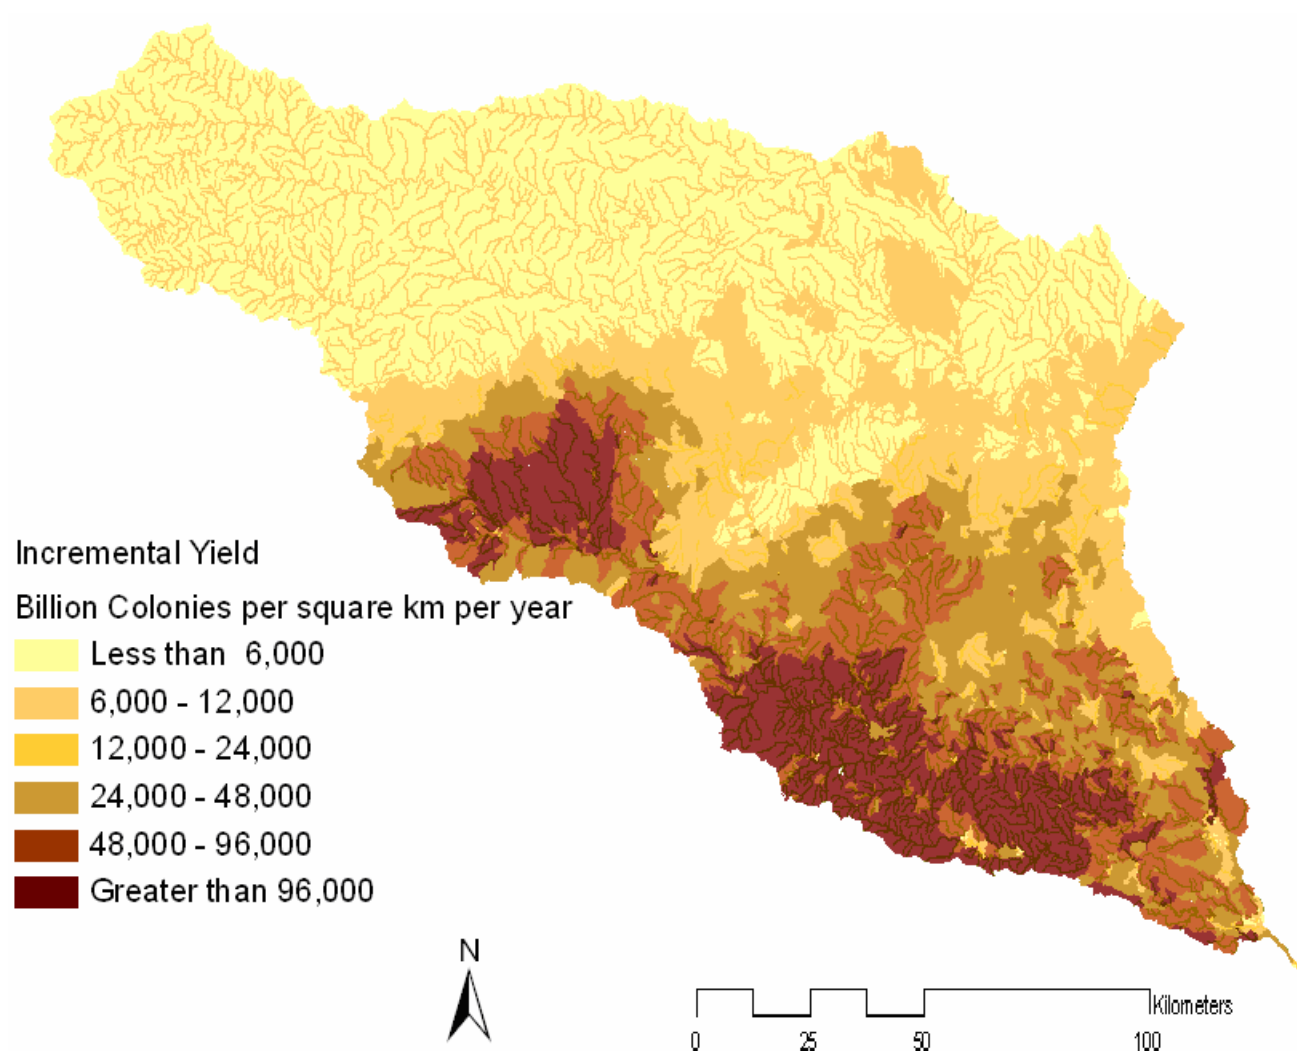 Incremental Yield
Billion Colonies per square km per year
Less than 6,000
6,000 - 12,000
12,000 - 24,000
24,000 - 48,000
48,000 - 96,000
Greater than 96,000
N
Kilometers
0 25 50 100